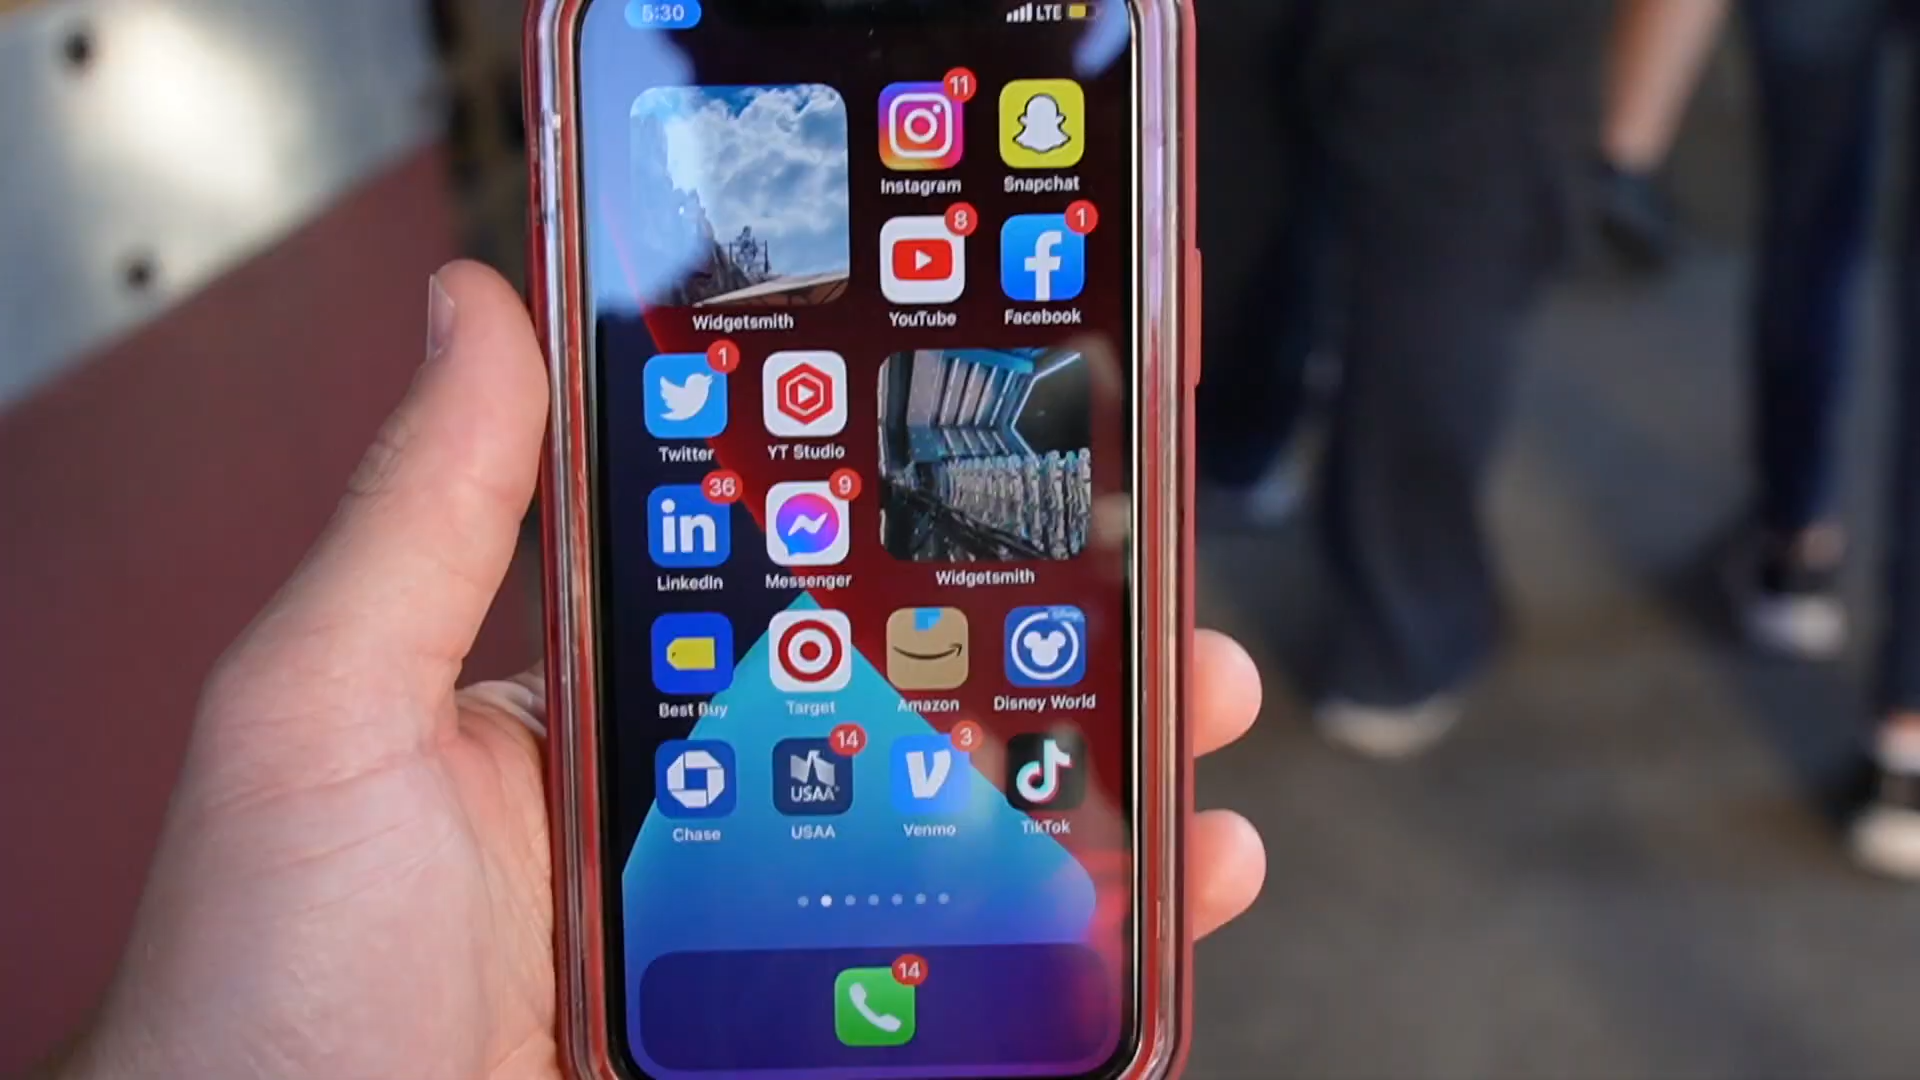 5:30 LTE
11
Instagram Snapchat
8 1
YouTube Facebook
Widgetsmith
1
Twitter YT Studio
36 9
in
LinkedIn Messenger
Widgetsmith
Best Buy Target Amazon Disney World
14 3
USAA
Chase USAA Venmo TikTok
14